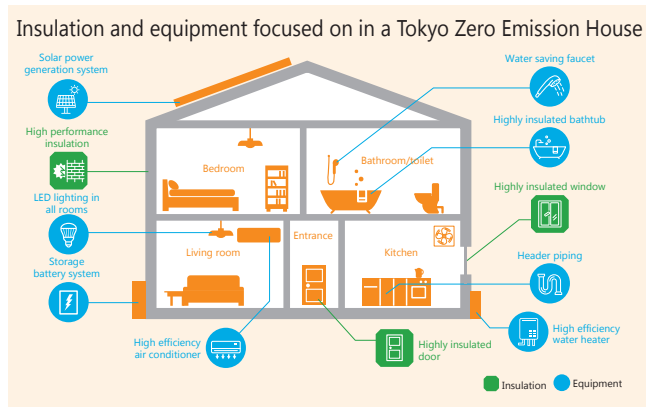 Insulation and equipment focused on in a Tokyo Zero Emission House
Solar power
generation system
High performance
insulation
LED lighting in
all rooms
Storage
battery system
Bedroom
Bathroom/toilet
Living room
Entrance
Kitchen
Water saving faucet
Highly insulated bathtub
Highly insulated window
Header piping
High efficiency
water heater
High efficiency
air conditioner
Highly insulated
door
Insulation
Equipment